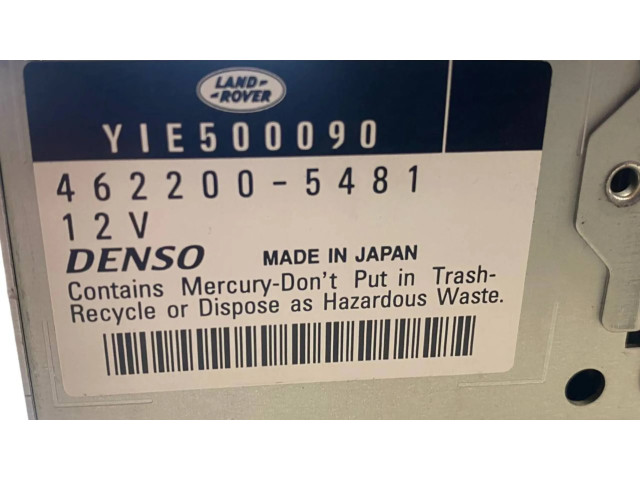 LAND-
-ROVER
YIE500090
462200-5481
12V
DENSO MADE IN JAPAN
Contains Mercury-Don't Put in Trash-
Recycle or Dispose as Hazardous Waste.